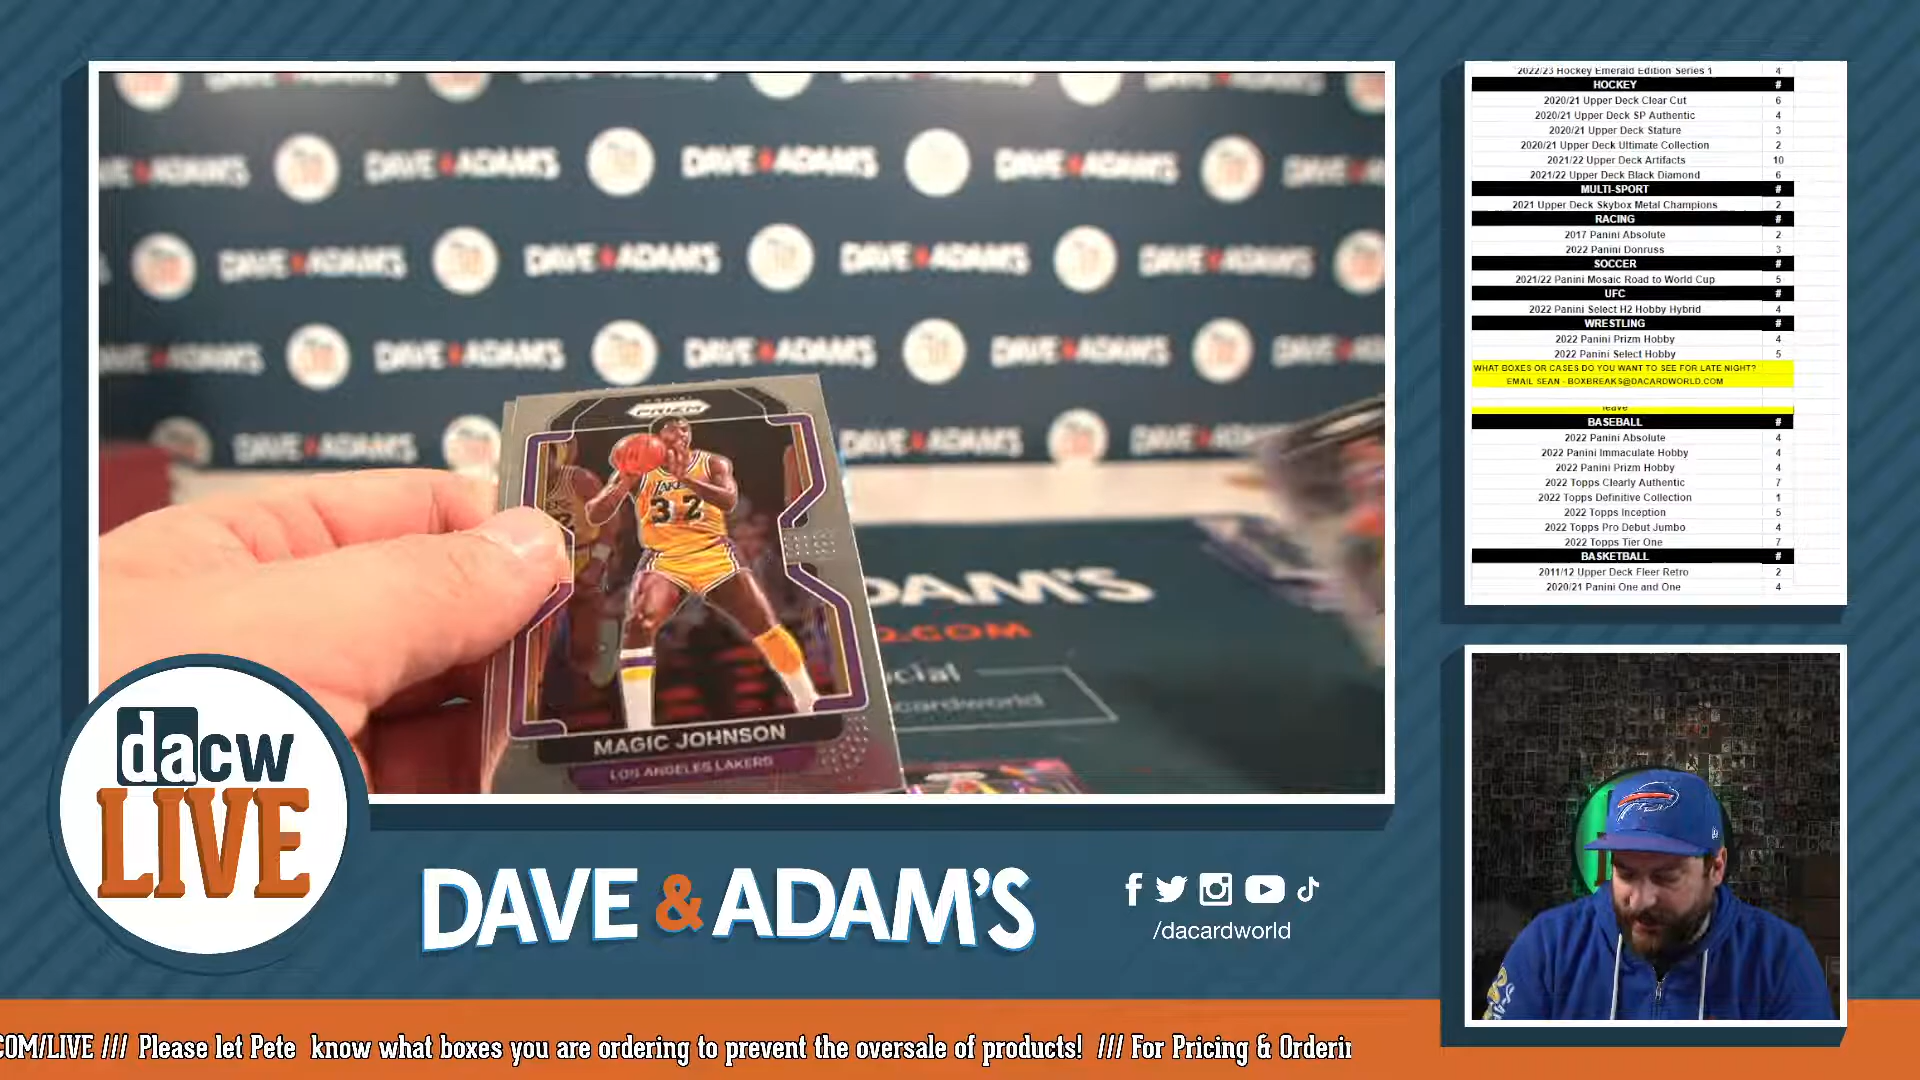 DAVE & ADAM'S
PANINI
PRIZM
LAKERS
32
MAGIC JOHNSON
LOS ANGELES LAKERS
DAM'S
.COM
cial
cardworld
dacw
LIVE
DAVE & ADAM'S
/dacardworld
2022/23 Hockey Emerald Edition Series 1 4
HOCKEY #
2020/21 Upper Deck Clear Cut 6
2020/21 Upper Deck SP Authentic 4
2020/21 Upper Deck Stature 3
2020/21 Upper Deck Ultimate Collection 2
2021/22 Upper Deck Artifacts 10
2021/22 Upper Deck Black Diamond 6
MULTI-SPORT #
2021 Upper Deck Skybox Metal Champions 2
RACING #
2017 Panini Absolute 2
2022 Panini Donruss 3
SOCCER #
2021/22 Panini Mosaic Road to World Cup 5
UFC #
2022 Panini Select H2 Hobby Hybrid 4
WRESTLING #
2022 Panini Prizm Hobby 4
2022 Panini Select Hobby 5
WHAT BOXES OR CASES DO YOU WANT TO SEE FOR LATE NIGHT?
EMAIL SEAN - BOXBREAKS@DACARDWORLD.COM
leave
BASEBALL #
2022 Panini Absolute 4
2022 Panini Immaculate Hobby 4
2022 Panini Prizm Hobby 4
2022 Topps Clearly Authentic 7
2022 Topps Definitive Collection 1
2022 Topps Inception 5
2022 Topps Pro Debut Jumbo 4
2022 Topps Tier One 7
BASKETBALL #
2011/12 Upper Deck Fleer Retro 2
2020/21 Panini One and One 4
COM/LIVE /// Please let Pete know what boxes you are ordering to prevent the oversale of products! /// For Pricing & Orderin